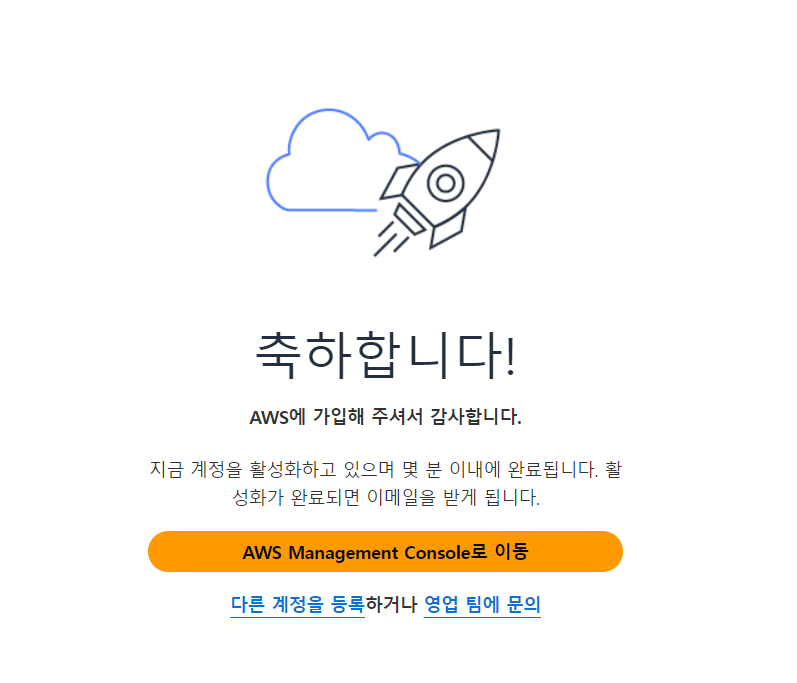 축하합니다!
AWS에 가입해 주셔서 감사합니다.
지금 계정을 활성화하고 있으며 몇 분 이내에 완료됩니다. 활
성화가 완료되면 이메일을 받게 됩니다.
AWS Management Console로 이동
다른 계정을 등록하거나 영업 팀에 문의